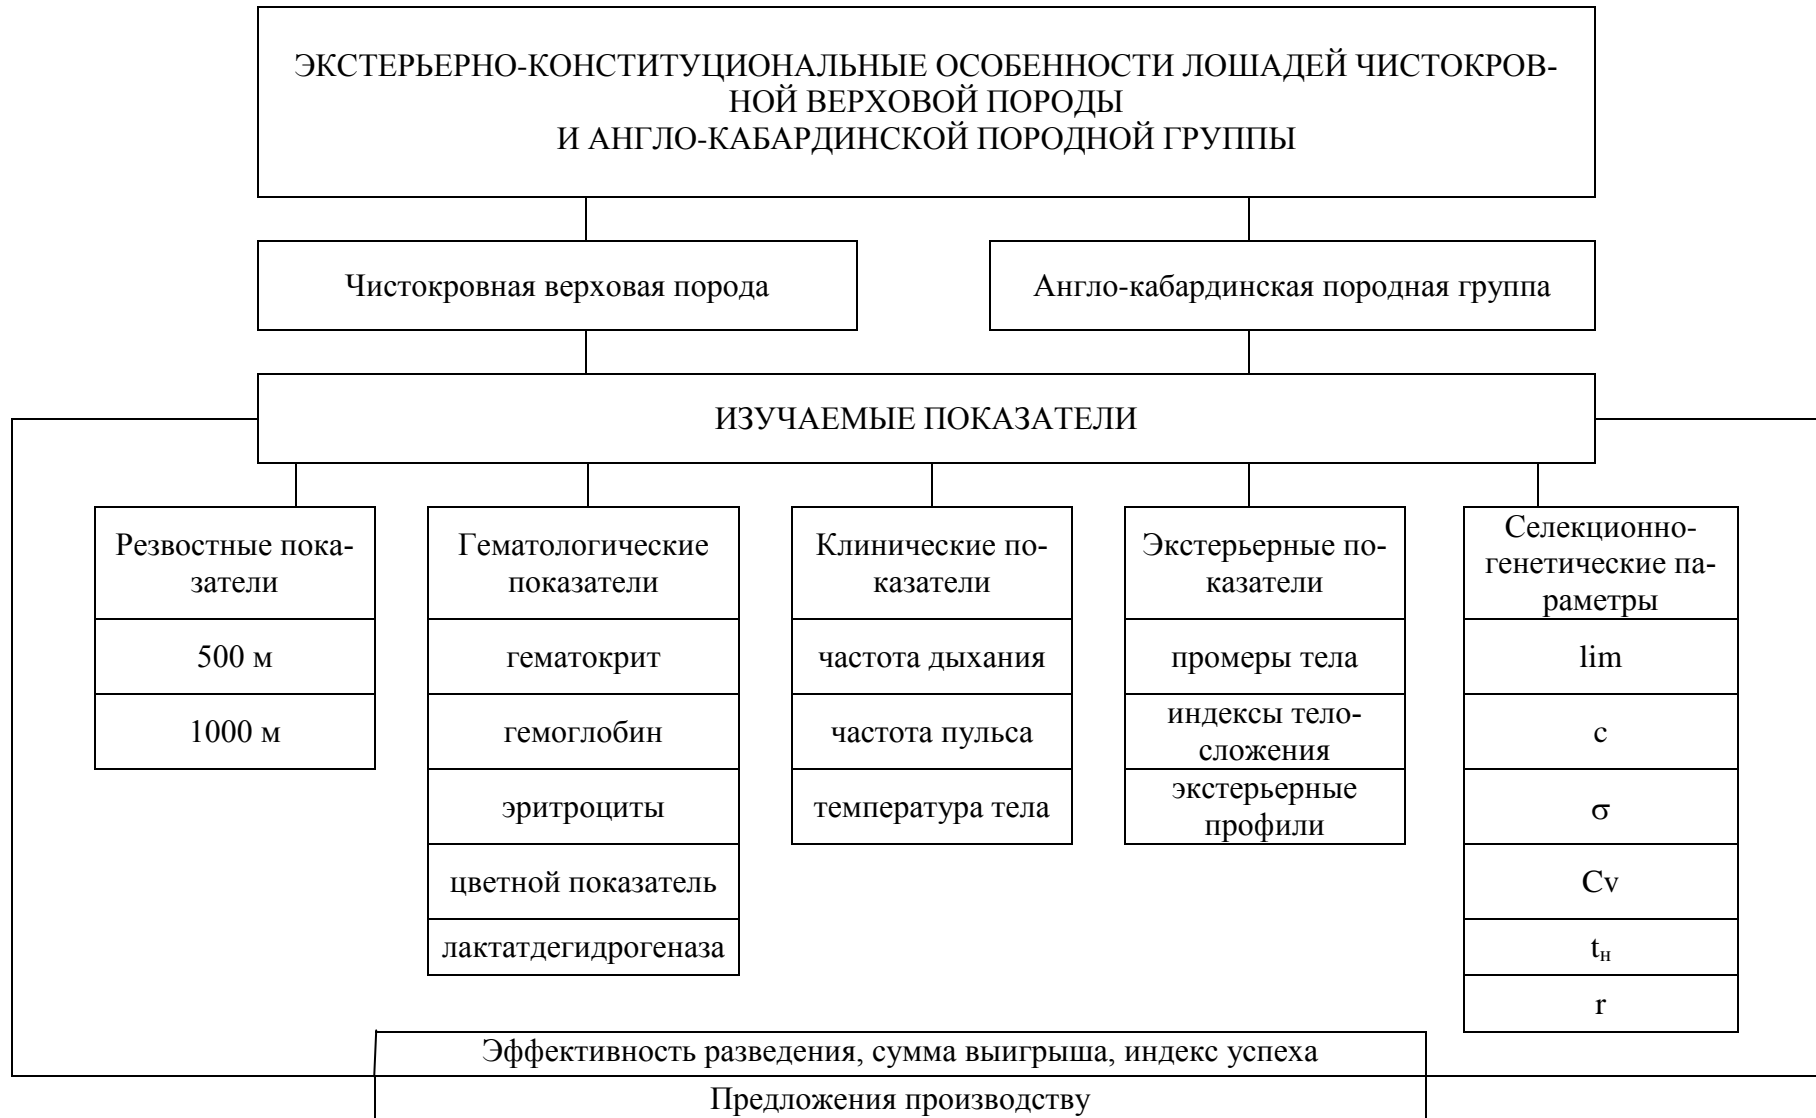 ЭКСТЕРЬЕРНО-КОНСТИТУЦИОНАЛЬНЫЕ ОСОБЕННОСТИ ЛОШАДЕЙ ЧИСТОКРОВ-
НОЙ ВЕРХОВОЙ ПОРОДЫ
И АНГЛО-КАБАРДИНСКОЙ ПОРОДНОЙ ГРУППЫ
Чистокровная верховая порода
Англо-кабардинская породная группа
ИЗУЧАЕМЫЕ ПОКАЗАТЕЛИ
Резвостные пока-
затели
500 м
1000 м
Гематологические
показатели
гематокрит
гемоглобин
эритроциты
цветной показатель
лактатдегидрогеназа
Клинические по-
казатели
частота дыхания
частота пульса
температура тела
Экстерьерные по-
казатели
промеры тела
индексы тело-
сложения
экстерьерные
профили
Селекционно-
генетические па-
раметры
lim
с
σ
Cv
tн
r
Эффективность разведения, сумма выигрыша, индекс успеха
Предложения производству